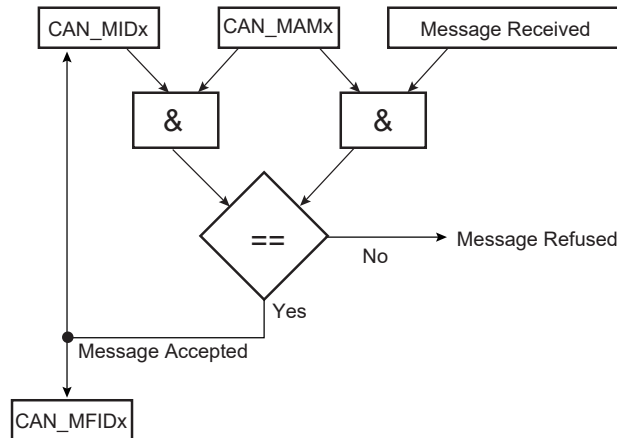 CAN_MIDx
CAN_MAMx
Message Received
&
&
==
No
Message Refused
Yes
Message Accepted
CAN_MFIDx